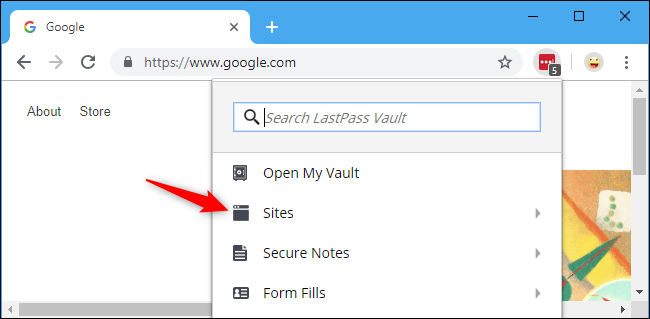 Google
https://www.google.com
5
About Store
Search LastPass Vault
Open My Vault
Sites
Secure Notes
Form Fills